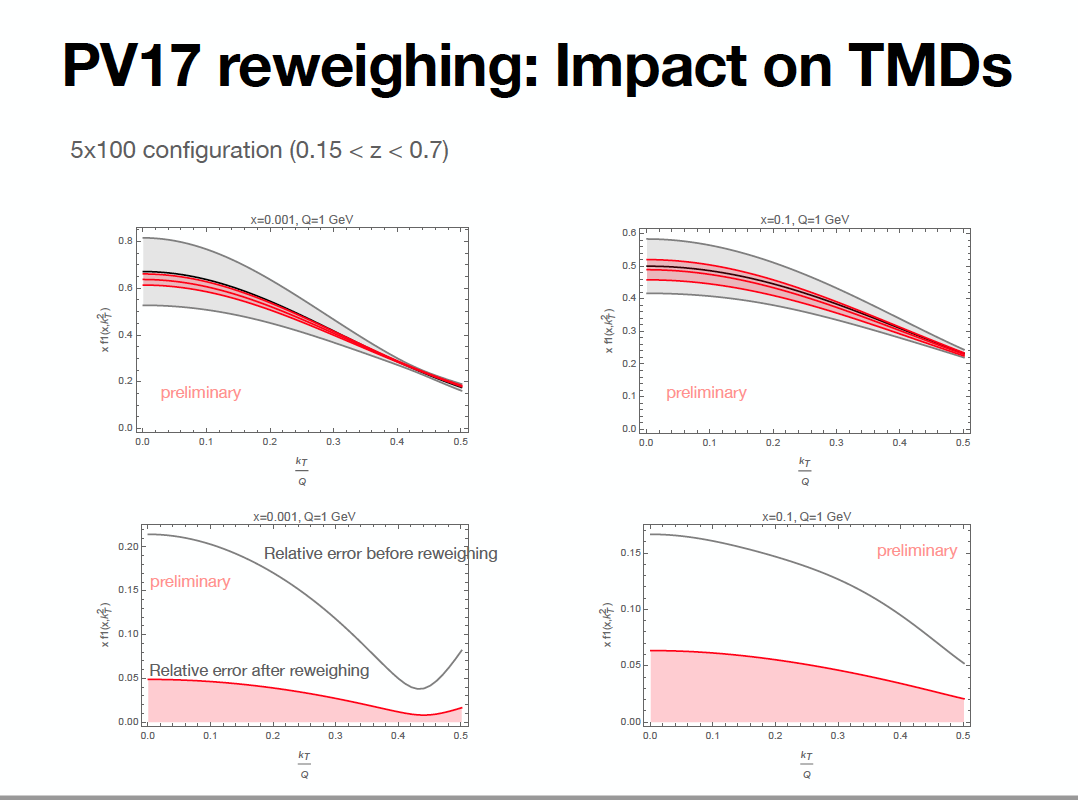 PV17 reweighing: Impact on TMDs
5x100 configuration (0.15 < z < 0.7)
x=0.001, Q=1 GeV
0.8
0.6
0.4
0.2
0.0
x f1(x,k_T^2)
preliminary
0.0 0.1 0.2 0.3 0.4 0.5
k_T
Q
x=0.1, Q=1 GeV
0.6
0.5
0.4
0.3
0.2
0.1
0.0
x f1(x,k_T^2)
preliminary
0.0 0.1 0.2 0.3 0.4 0.5
k_T
Q
x=0.001, Q=1 GeV
0.20
0.15
0.10
0.05
0.00
x f1(x,k_T^2)
Relative error before reweighing
preliminary
Relative error after reweighing
0.0 0.1 0.2 0.3 0.4 0.5
k_T
Q
x=0.1, Q=1 GeV
0.15
0.10
0.05
0.00
x f1(x,k_T^2)
preliminary
0.0 0.1 0.2 0.3 0.4 0.5
k_T
Q